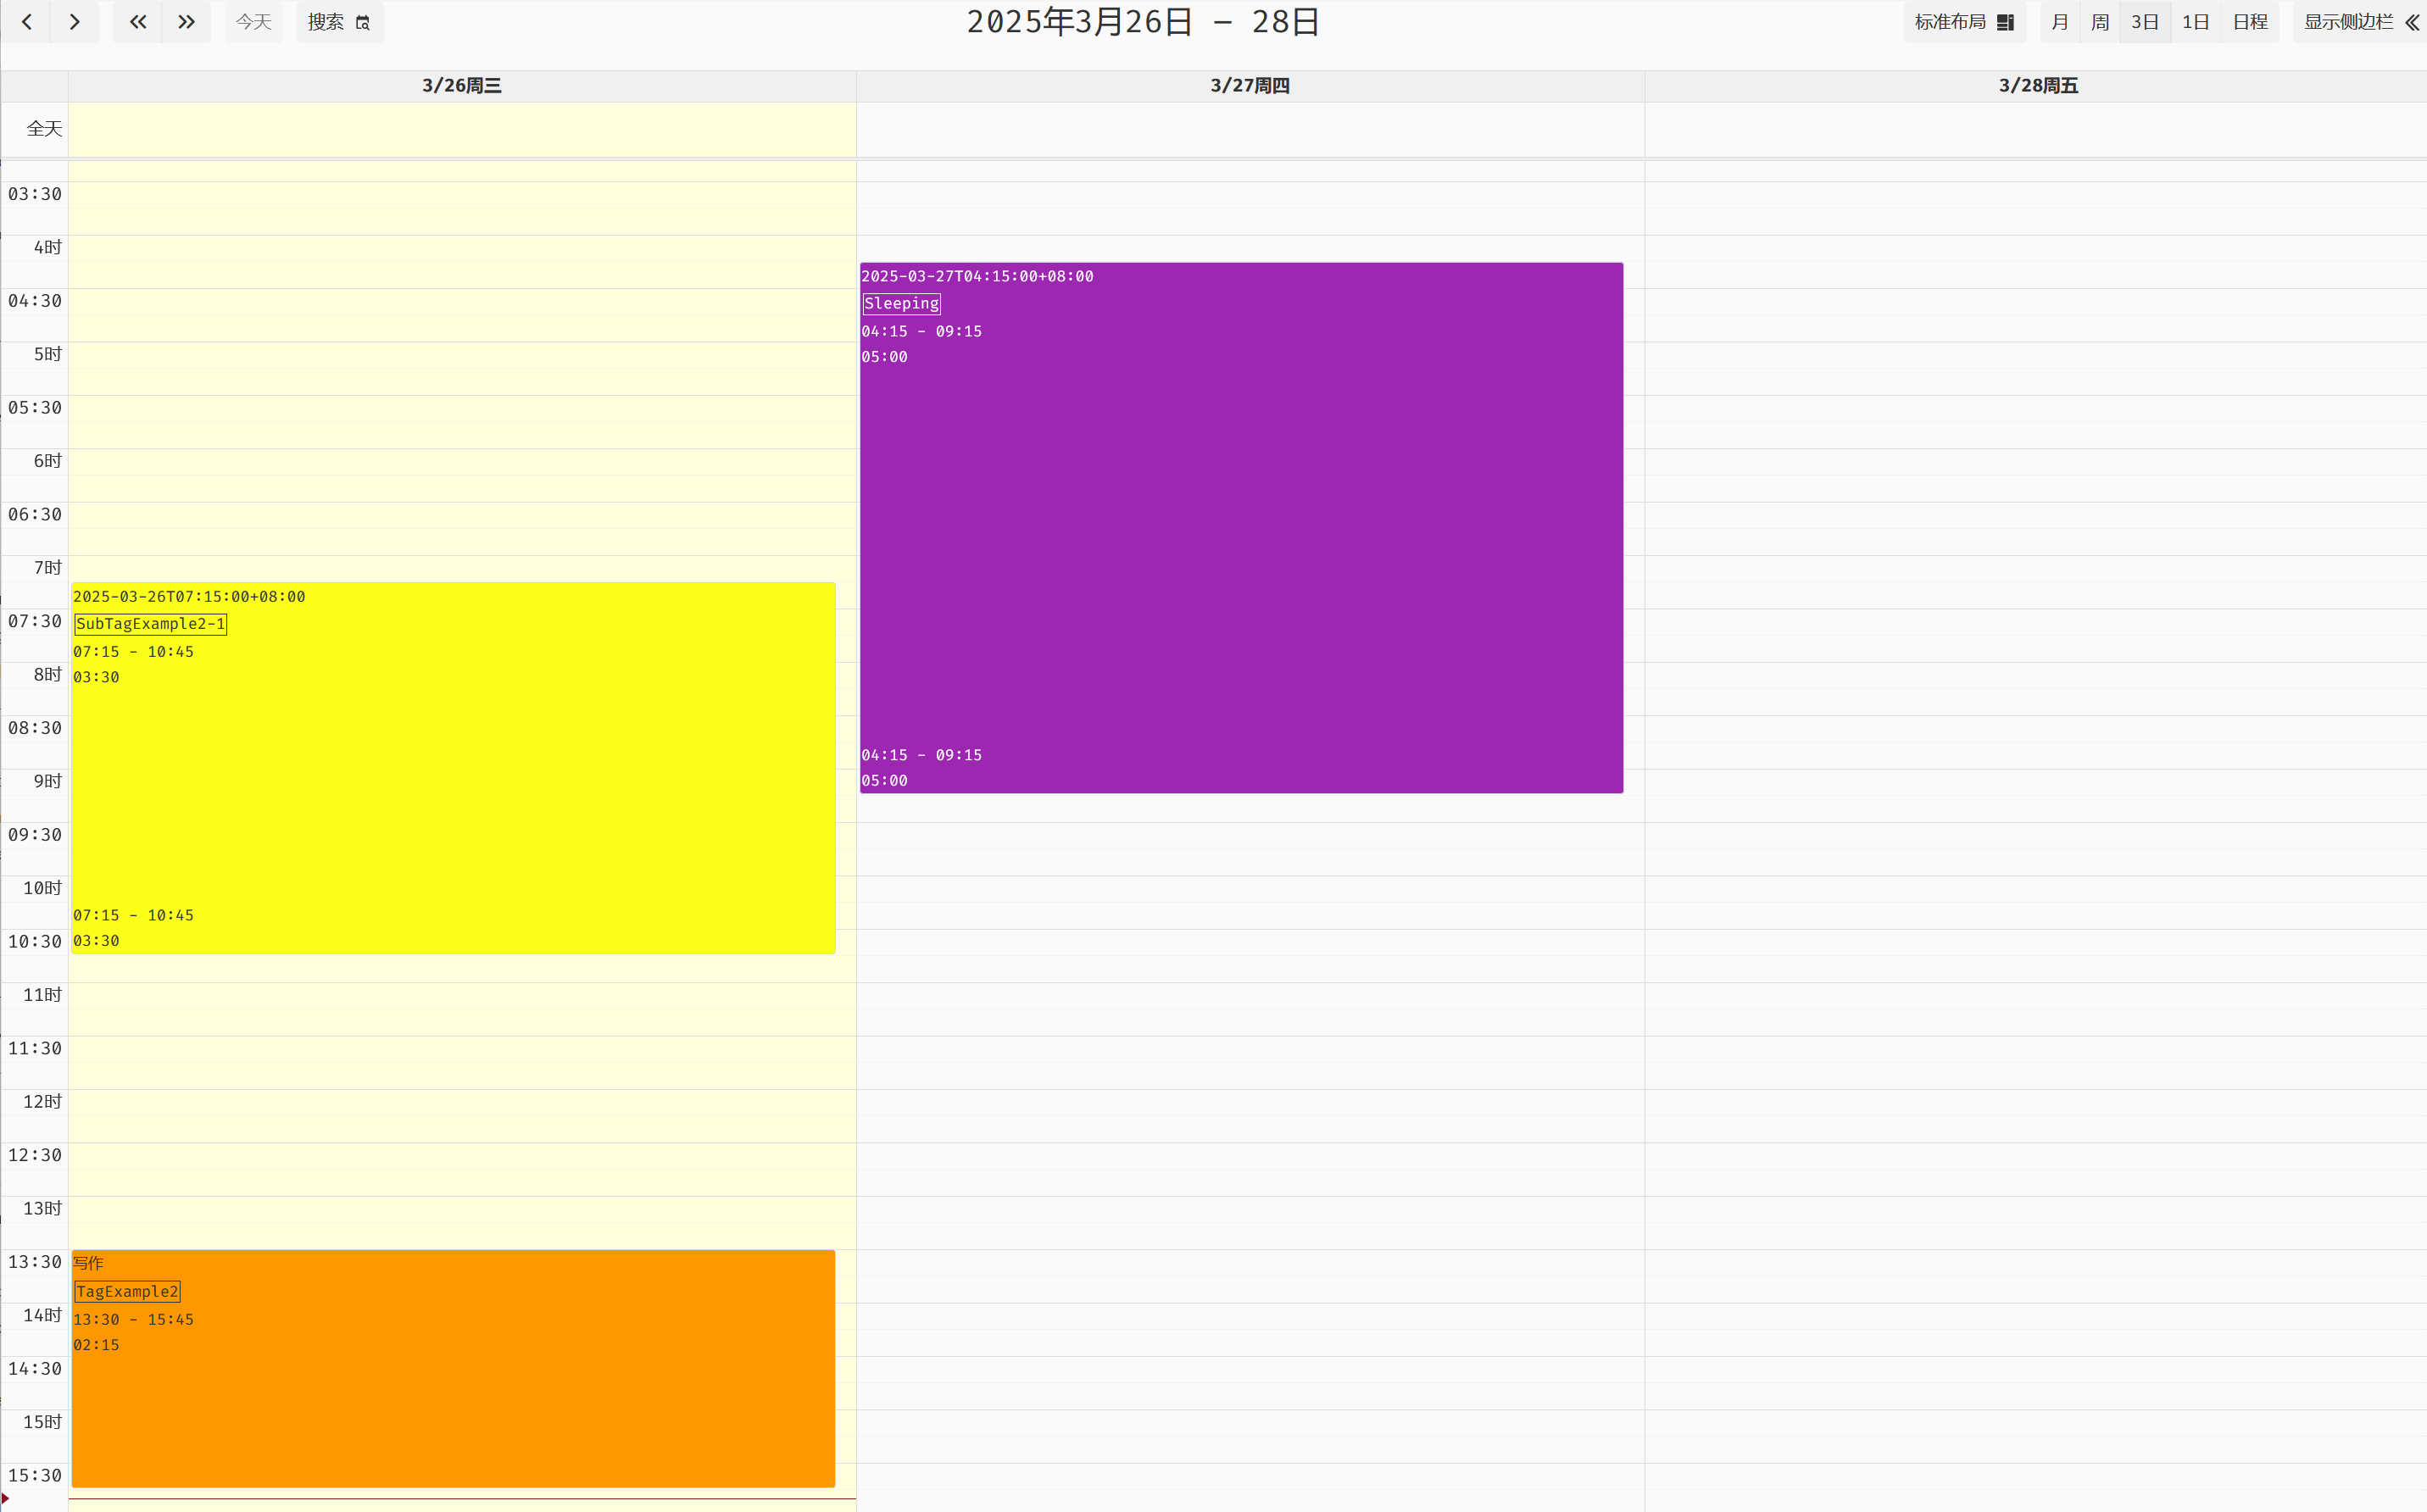 今天 搜索 2025年3月26日 – 28日 标准布局 月 周 3日 1日 日程 显示侧边栏
3/26周三 3/27周四 3/28周五
全天
03:30
4时
04:30
5时
05:30
6时
06:30
7时
07:30
8时
08:30
9时
09:30
10时
10:30
11时
11:30
12时
12:30
13时
13:30
14时
14:30
15时
15:30
2025-03-26T07:15:00+08:00
SubTagExample2-1
07:15 - 10:45
03:30
07:15 - 10:45
03:30
写作
TagExample2
13:30 - 15:45
02:15
2025-03-27T04:15:00+08:00
Sleeping
04:15 - 09:15
05:00
04:15 - 09:15
05:00